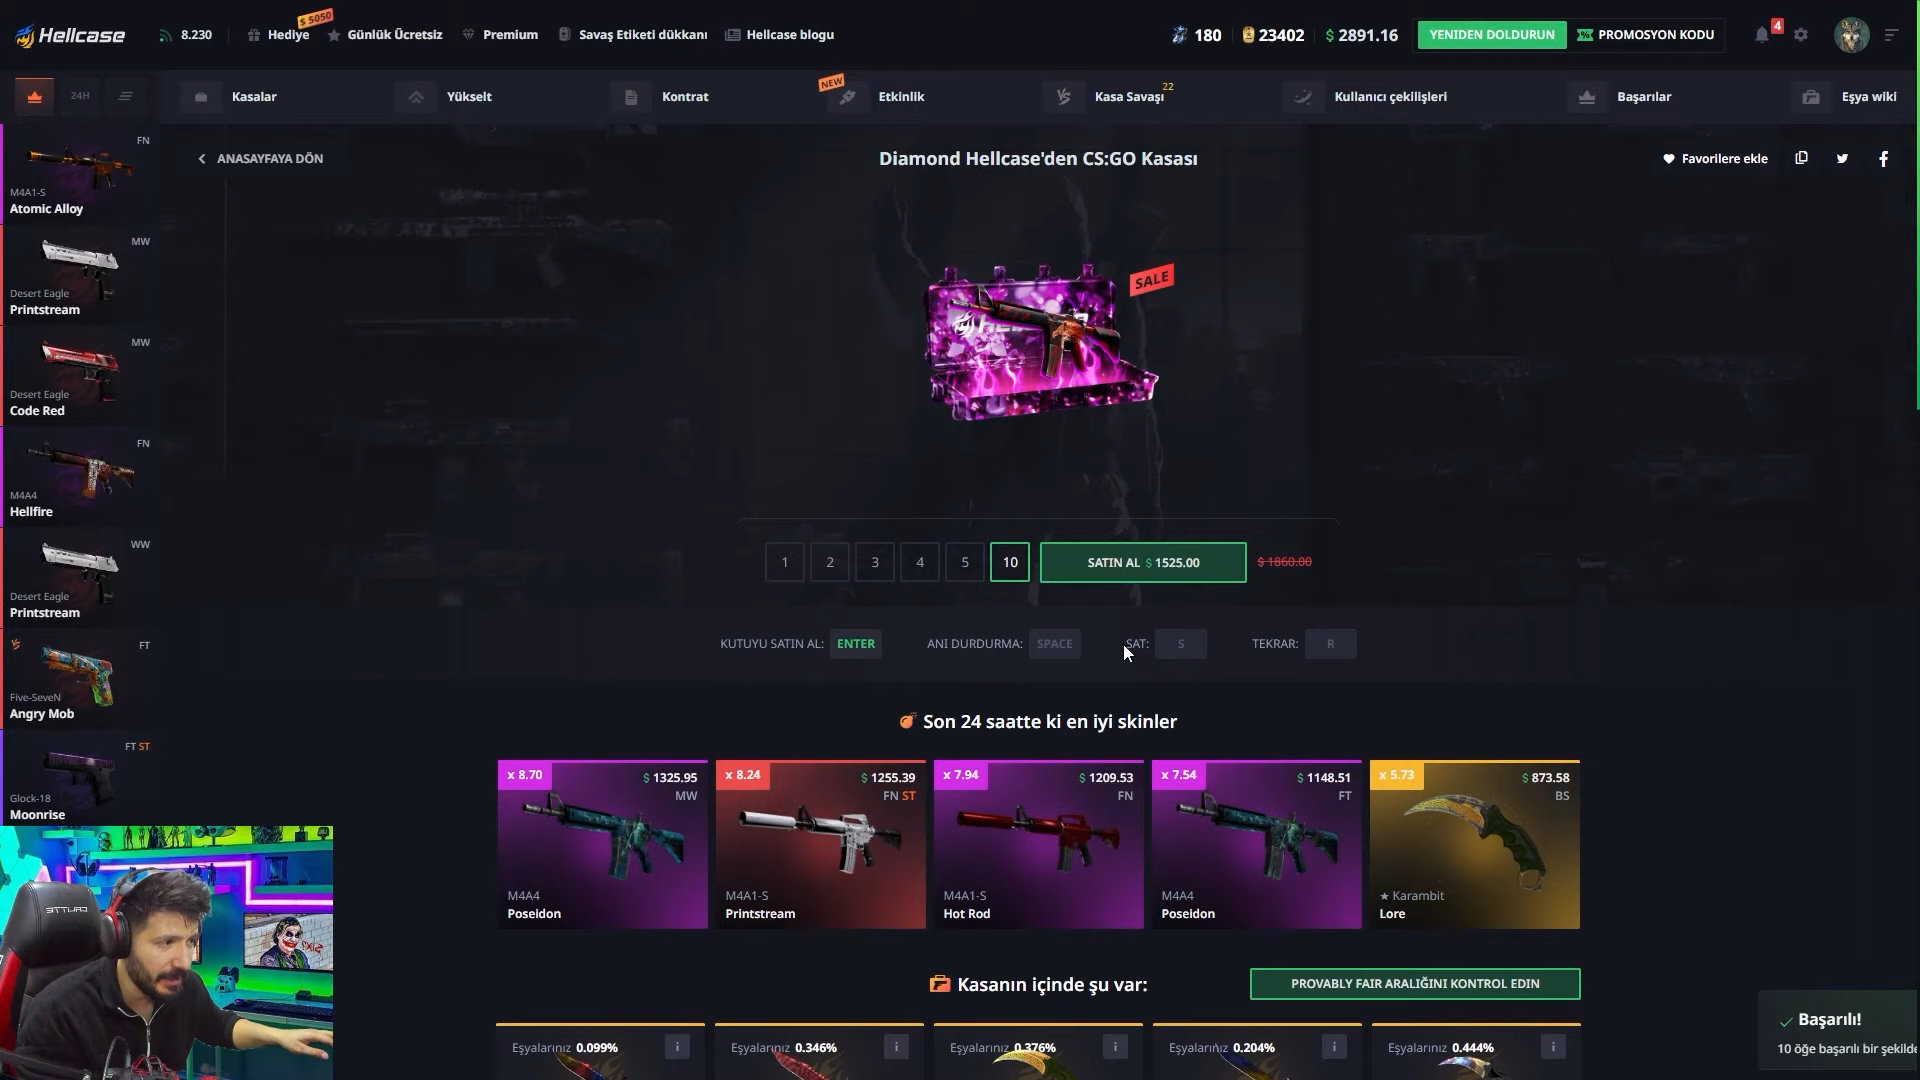 Hellcase
8.230
$ 5050
Hediye
Günlük Ücretsiz
Premium
Savaş Etiketi dükkanı
Hellcase blogu
180
23402
$ 2891.16
YENIDEN DOLDURUN
PROMOSYON KODU
4
24H
Kasalar
Yükselt
Kontrat
NEW
Etkinlik
Kasa Savaşı
22
Kullanıcı çekilişleri
Başarılar
Eşya wiki
ANASAYFAYA DÖN
Diamond Hellcase'den CS:GO Kasası
Favorilere ekle
FN
M4A1-S
Atomic Alloy
MW
Desert Eagle
Printstream
MW
Desert Eagle
Code Red
FN
M4A4
Hellfire
WW
Desert Eagle
Printstream
FT
Five-SeveN
Angry Mob
FT ST
Glock-18
Moonrise
SALE
1
2
3
4
5
10
SATIN AL $ 1525.00
$ 1860.00
KUTUYU SATIN AL: ENTER
ANI DURDURMA: SPACE
SAT: S
TEKRAR: R
Son 24 saatte ki en iyi skinler
x 8.70
$ 1325.95
MW
M4A4
Poseidon
x 8.24
$ 1255.39
FN ST
M4A1-S
Printstream
x 7.94
$ 1209.53
FN
M4A1-S
Hot Rod
x 7.54
$ 1148.51
FT
M4A4
Poseidon
x 5.73
$ 873.58
BS
★ Karambit
Lore
Kasanın içinde şu var:
PROVABLY FAIR ARALIĞINI KONTROL EDIN
Eşyalarınız 0.099%
Eşyalarınız 0.346%
Eşyalarınız 0.376%
Eşyalarınız 0.204%
Eşyalarınız 0.444%
Başarılı!
10 öğe başarılı bir şekilde